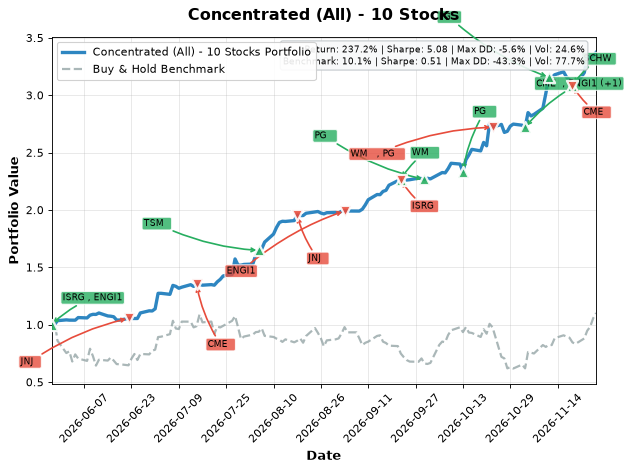 Concentrated (All) - 10 Stocks
Concentrated (All) - 10 Stocks Portfolio
Buy & Hold Benchmark
turn: 237.2% | Sharpe: 5.08 | Max DD: -5.6% | Vol: 24.6%
hmark: 10.1% | Sharpe: 0.51 | Max DD: -43.3% | Vol: 77.7%
CHW
NGI1 (+1)
CME
PG
PG
WM , PG
WM
ISRG
TSM
ENGI1
JNJ
ISRG , ENGI1
CME
JNJ
3.5
3.0
2.5
2.0
1.5
1.0
0.5
Portfolio Value
2026-06-07
2026-06-23
2026-07-09
2026-07-25
2026-08-10
2026-08-26
2026-09-11
2026-09-27
2026-10-13
2026-10-29
2026-11-14
Date